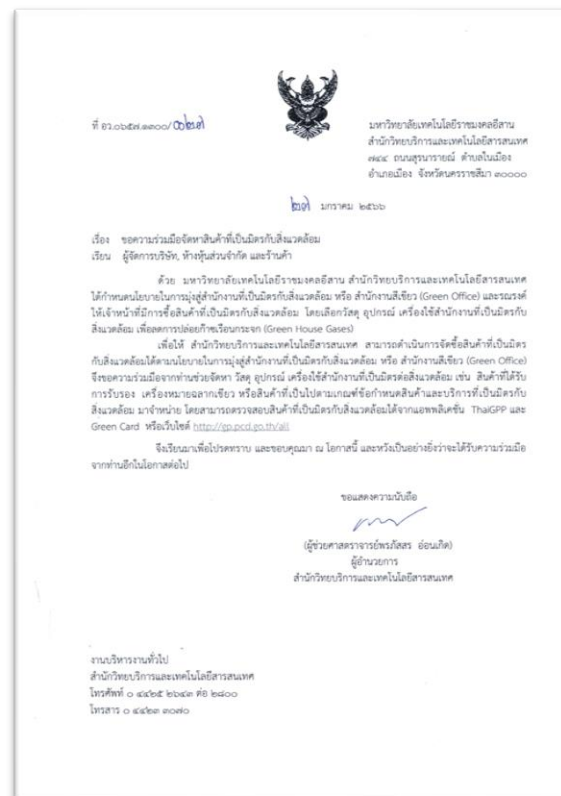 ที่ อว.๐๖๕๗.๑๓๐๐/
มหาวิทยาลัยเทคโนโลยีราชมงคลอีสาน
สำนักวิทยบริการและเทคโนโลยีสารสนเทศ
๗๔๔ ถนนสุรนารายณ์ ตำบลในเมือง
อำเภอเมือง จังหวัดนครราชสีมา ๓๐๐๐๐
๒๗ มกราคม ๒๕๖๖
เรื่อง ขอความร่วมมือจัดหาสินค้าที่เป็นมิตรกับสิ่งแวดล้อม
เรียน ผู้จัดการบริษัท, ห้างหุ้นส่วนจำกัด และร้านค้า
ด้วย มหาวิทยาลัยเทคโนโลยีราชมงคลอีสาน สำนักวิทยบริการและเทคโนโลยีสารสนเทศ
ได้กำหนดนโยบายในการมุ่งสู่สำนักงานที่เป็นมิตรกับสิ่งแวดล้อม หรือ สำนักงานสีเขียว (Green Office) และรณรงค์
ให้เจ้าหน้าที่มีการซื้อสินค้าที่เป็นมิตรกับสิ่งแวดล้อม โดยเลือกวัสดุ อุปกรณ์ เครื่องใช้สำนักงานที่เป็นมิตรกับ
สิ่งแวดล้อม เพื่อลดการปล่อยก๊าซเรือนกระจก (Green House Gases)
เพื่อให้ สำนักวิทยบริการและเทคโนโลยีสารสนเทศ สามารถดำเนินการจัดซื้อสินค้าที่เป็นมิตร
กับสิ่งแวดล้อมได้ตามนโยบายในการมุ่งสู่สำนักงานที่เป็นมิตรกับสิ่งแวดล้อม หรือ สำนักงานสีเขียว (Green Office)
จึงขอความร่วมมือจากท่านช่วยจัดหา วัสดุ อุปกรณ์ เครื่องใช้สำนักงานที่เป็นมิตรต่อสิ่งแวดล้อม เช่น สินค้าที่ได้รับ
การรับรอง เครื่องหมายฉลากเขียว หรือสินค้าที่เป็นไปตามเกณฑ์ข้อกำหนดสินค้าและบริการที่เป็นมิตรกับ
สิ่งแวดล้อม มาจำหน่าย โดยสามารถตรวจสอบสินค้าที่เป็นมิตรกับสิ่งแวดล้อมได้จากแอพพลิเคชั่น ThaiGPP และ
Green Card หรือเว็บไซต์ http://gp.pcd.go.th/all
จึงเรียนมาเพื่อโปรดทราบ และขอบคุณมา ณ โอกาสนี้ และหวังเป็นอย่างยิ่งว่าจะได้รับความร่วมมือ
จากท่านอีกในโอกาสต่อไป
ขอแสดงความนับถือ
(ผู้ช่วยศาสตราจารย์พรภัสสร อ่อนเกิด)
ผู้อำนวยการ
สำนักวิทยบริการและเทคโนโลยีสารสนเทศ
งานบริหารงานทั่วไป
สำนักวิทยบริการและเทคโนโลยีสารสนเทศ
โทรศัพท์ ๐ ๔๔๒๕ ๒๖๔๓ ต่อ ๒๘๐๐
โทรสาร ๐ ๔๔๒๓ ๓๐๗๐